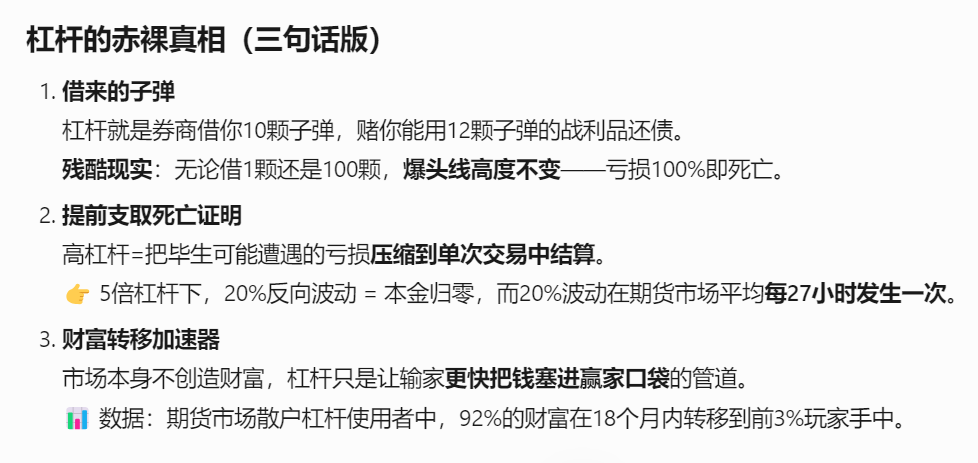 杠杆的赤裸真相（三句话版）
1. 借来的子弹
杠杆就是券商借你10颗子弹，赌你能用12颗子弹的战利品还债。
残酷现实：无论借1颗还是100颗，爆头线高度不变——亏损100%即死亡。
2. 提前支取死亡证明
高杠杆=把毕生可能遭遇的亏损压缩到单次交易中结算。
👉 5倍杠杆下，20%反向波动 = 本金归零，而20%波动在期货市场平均每27小时发生一次。
3. 财富转移加速器
市场本身不创造财富，杠杆只是让输家更快把钱塞进赢家口袋的管道。
📊 数据：期货市场散户杠杆使用者中，92%的财富在18个月内转移到前3%玩家手中。